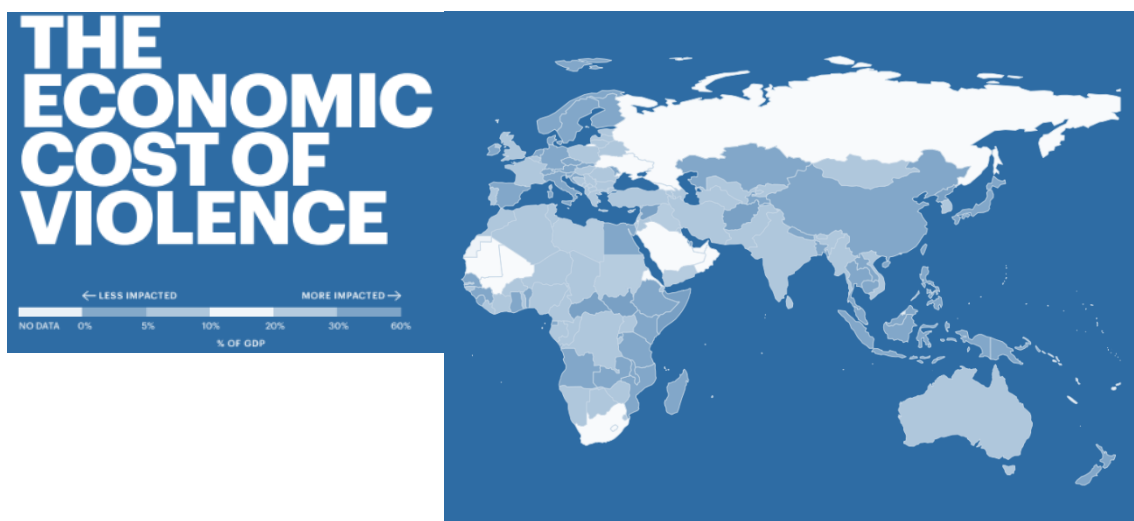 THE
ECONOMIC
COST OF
VIOLENCE
← LESS IMPACTED MORE IMPACTED →
NO DATA 0% 5% 10% 20% 30% 60%
% OF GDP